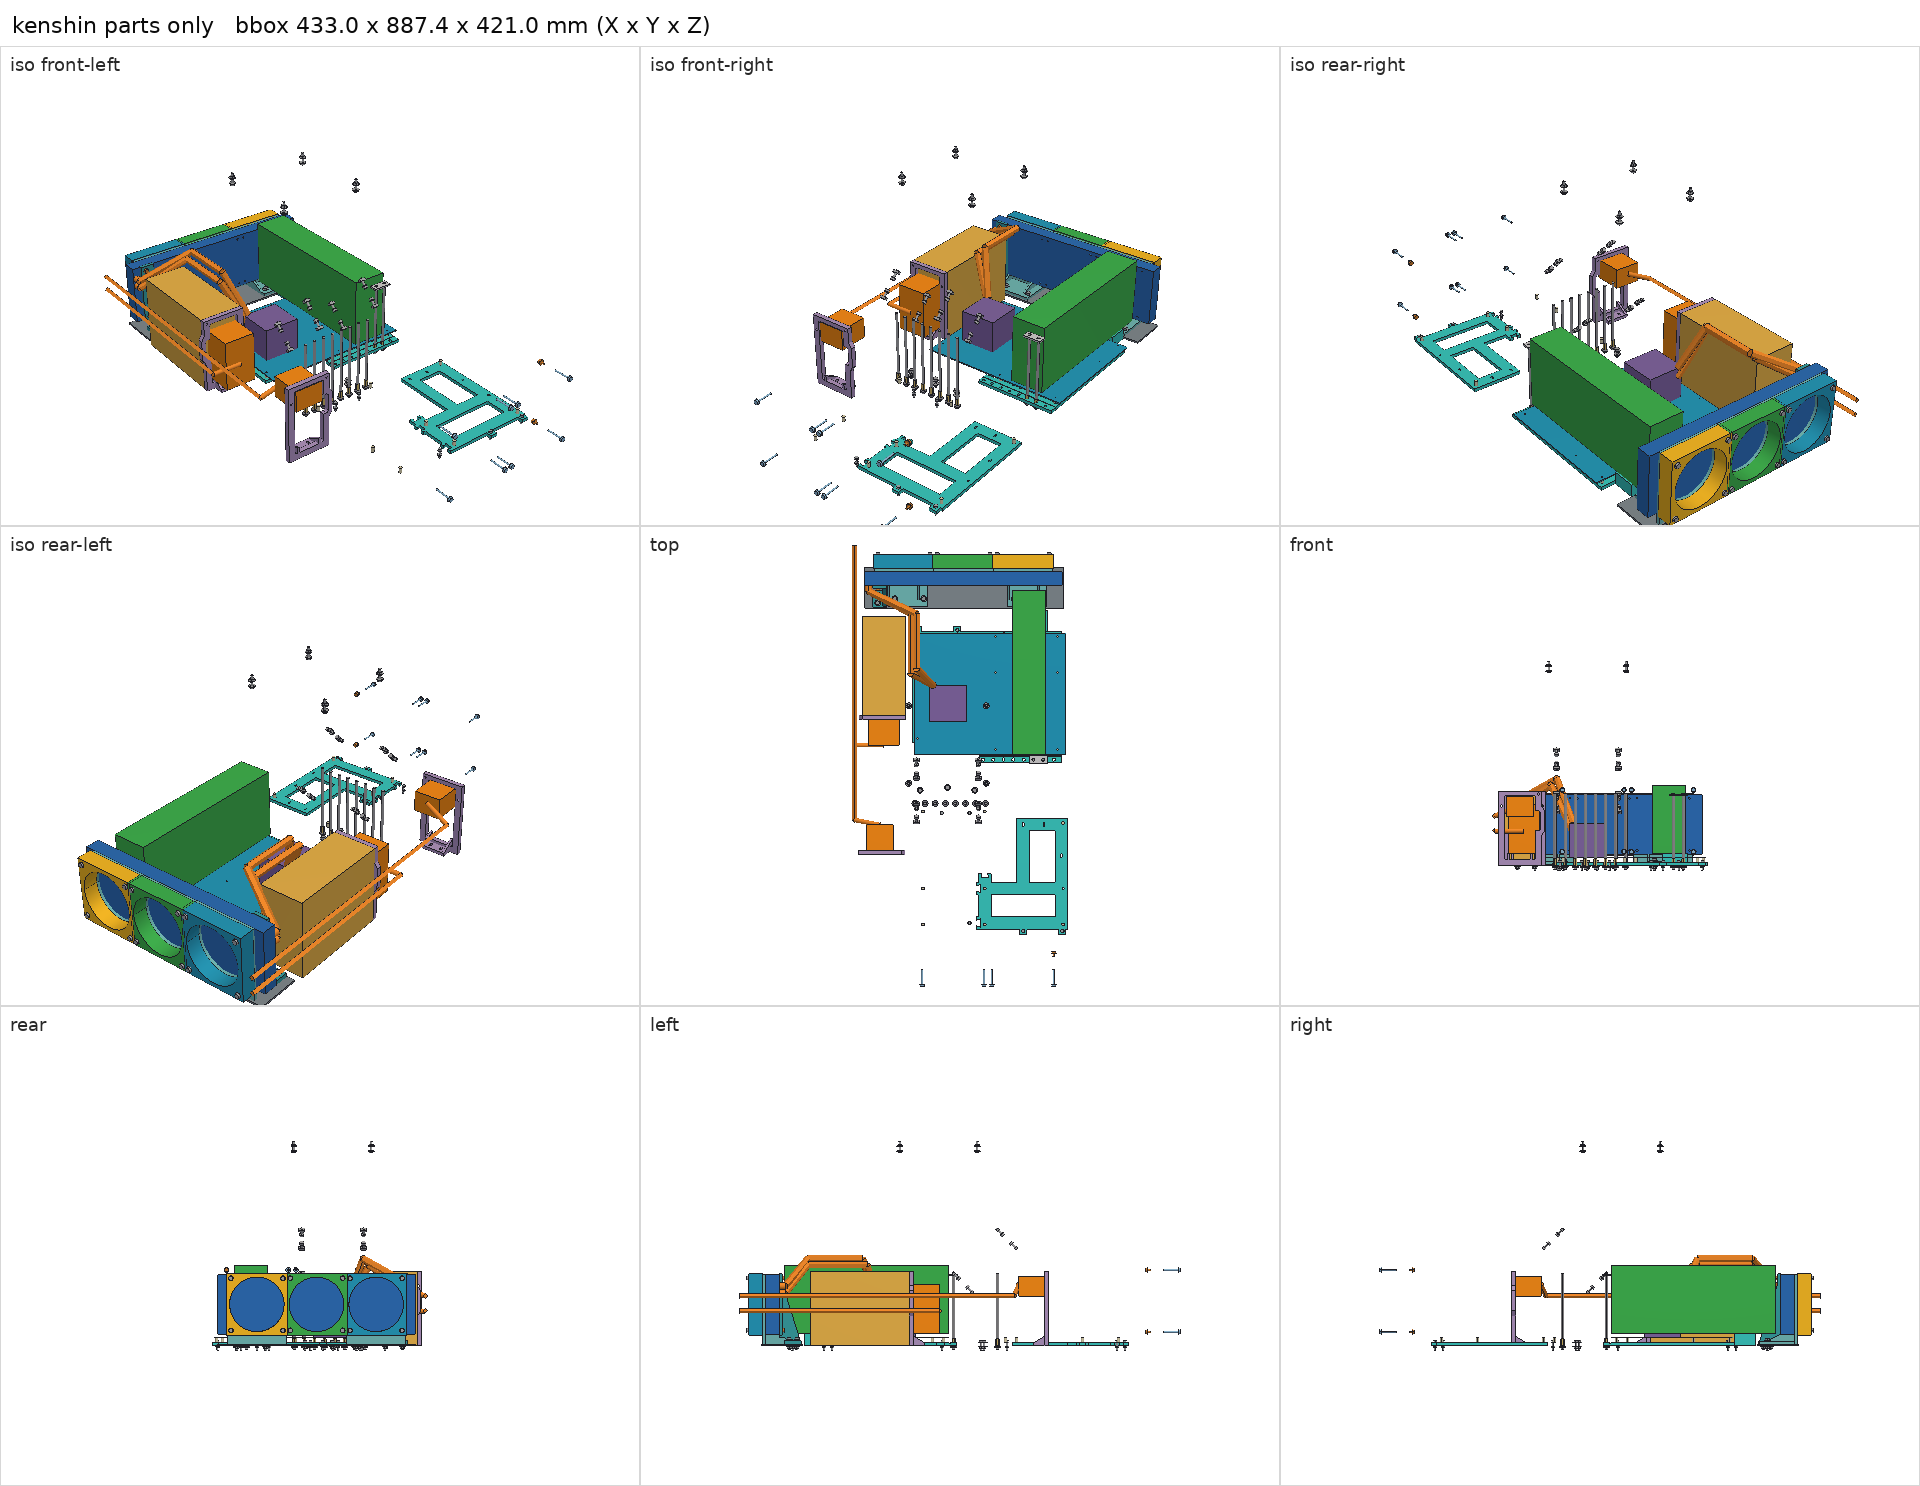 kenshin parts only   bbox 433.0 x 887.4 x 421.0 mm (X x Y x Z)
iso front-left
iso front-right
iso rear-right
iso rear-left
top
front
rear
left
right